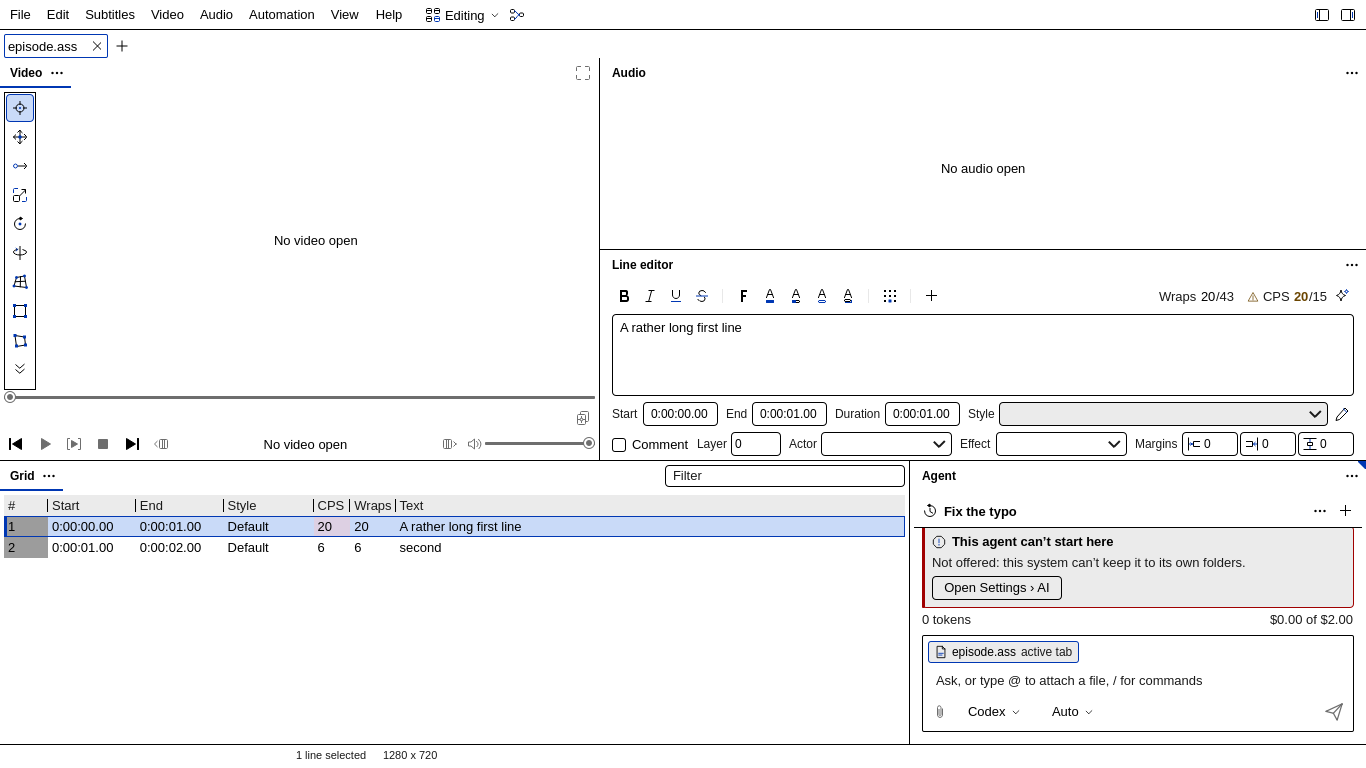 File Edit Subtitles Video Audio Automation View Help Editing
episode.ass
Video
No video open
No video open
Audio
No audio open
Line editor
B I U S F A A A A Wraps 20/43 CPS 20/15
A rather long first line
Start 0:00:00.00 End 0:00:01.00 Duration 0:00:01.00 Style
Comment Layer 0 Actor Effect Margins 0 0 0
Grid Filter
# Start End Style CPS Wraps Text
1 0:00:00.00 0:00:01.00 Default 20 20 A rather long first line
2 0:00:01.00 0:00:02.00 Default 6 6 second
Agent
Fix the typo
This agent can’t start here
Not offered: this system can’t keep it to its own folders.
Open Settings › AI
0 tokens $0.00 of $2.00
episode.ass active tab
Ask, or type @ to attach a file, / for commands
Codex Auto
1 line selected 1280 x 720